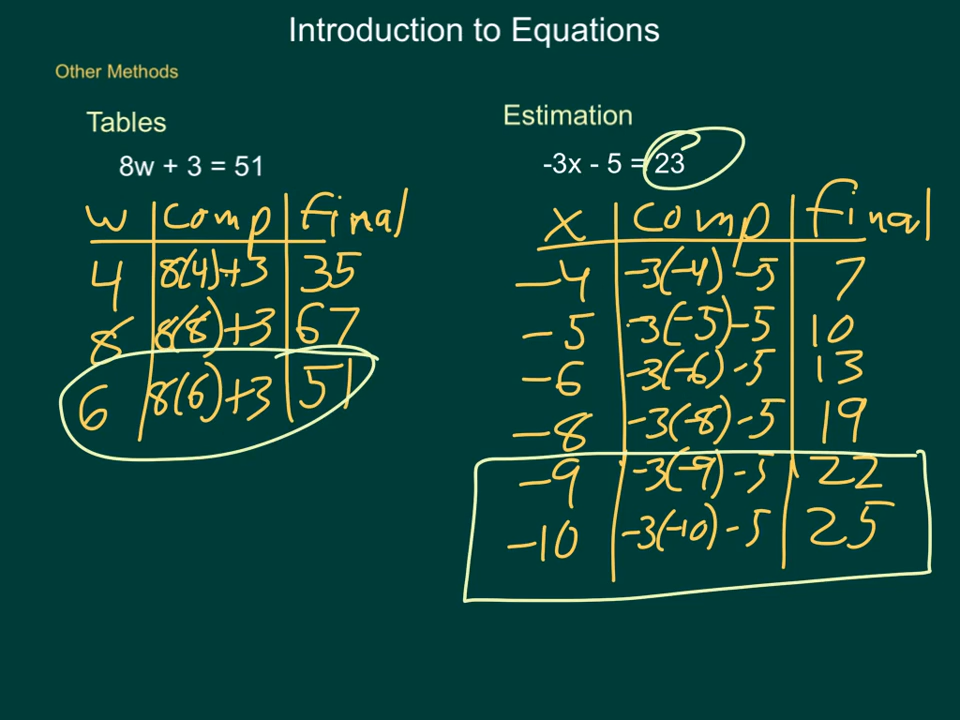 Introduction to Equations
Other Methods
Tables
8w + 3 = 51
w comp final
4 8(4)+3 35
8 8(8)+3 67
6 8(6)+3 51
Estimation
-3x - 5 = 23
x comp final
-4 -3(-4)-5 7
-5 -3(-5)-5 10
-6 -3(-6)-5 13
-8 -3(-8)-5 19
-9 -3(-9)-5 22
-10 -3(-10)-5 25